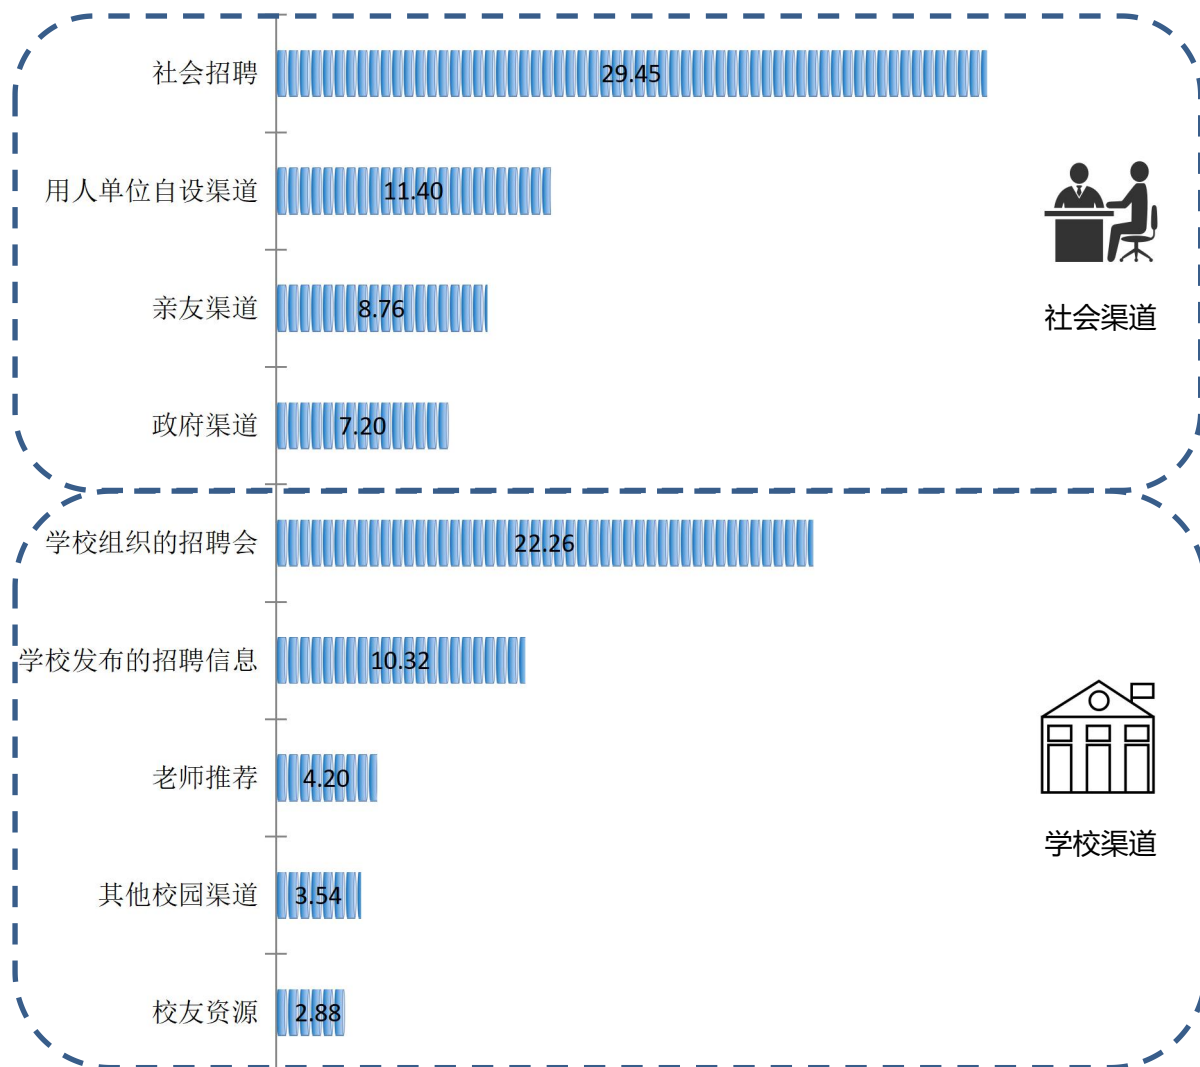 社会招聘
29.45
用人单位自设渠道
11.40
亲友渠道
8.76
社会渠道
政府渠道
7.20
学校组织的招聘会
22.26
学校发布的招聘信息
10.32
老师推荐
4.20
学校渠道
其他校园渠道
3.54
校友资源
2.88